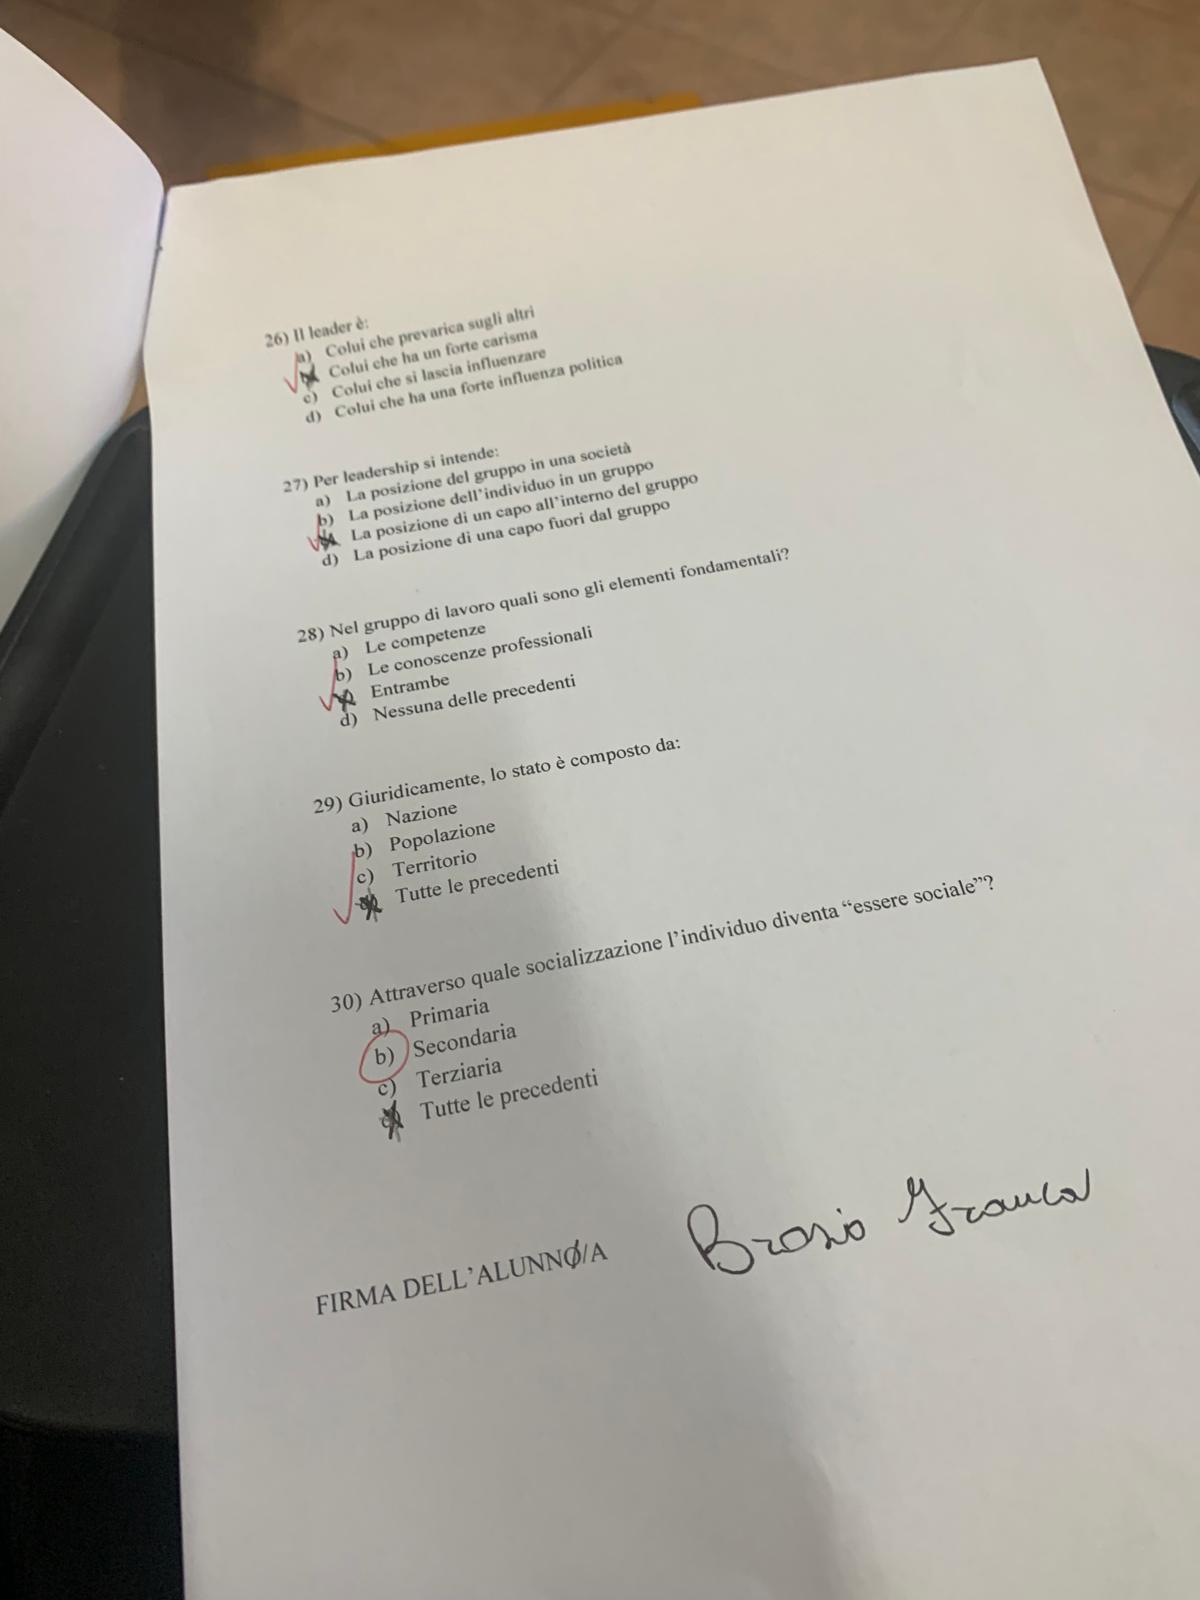 26) Il leader è:
a) Colui che prevarica sugli altri
Colui che ha un forte carisma
c) Colui che si lascia influenzare
d) Colui che ha una forte influenza politica
27) Per leadership si intende:
a) La posizione del gruppo in una società
b) La posizione dell'individuo in un gruppo
La posizione di un capo all'interno del gruppo
d) La posizione di una capo fuori dal gruppo
28) Nel gruppo di lavoro quali sono gli elementi fondamentali?
a) Le competenze
b) Le conoscenze professionali
Entrambe
d) Nessuna delle precedenti
29) Giuridicamente, lo stato è composto da:
a) Nazione
b) Popolazione
c) Territorio
Tutte le precedenti
30) Attraverso quale socializzazione l'individuo diventa “essere sociale”?
a) Primaria
b) Secondaria
c) Terziaria
Tutte le precedenti
FIRMA DELL'ALUNNO/A Brosio Franca